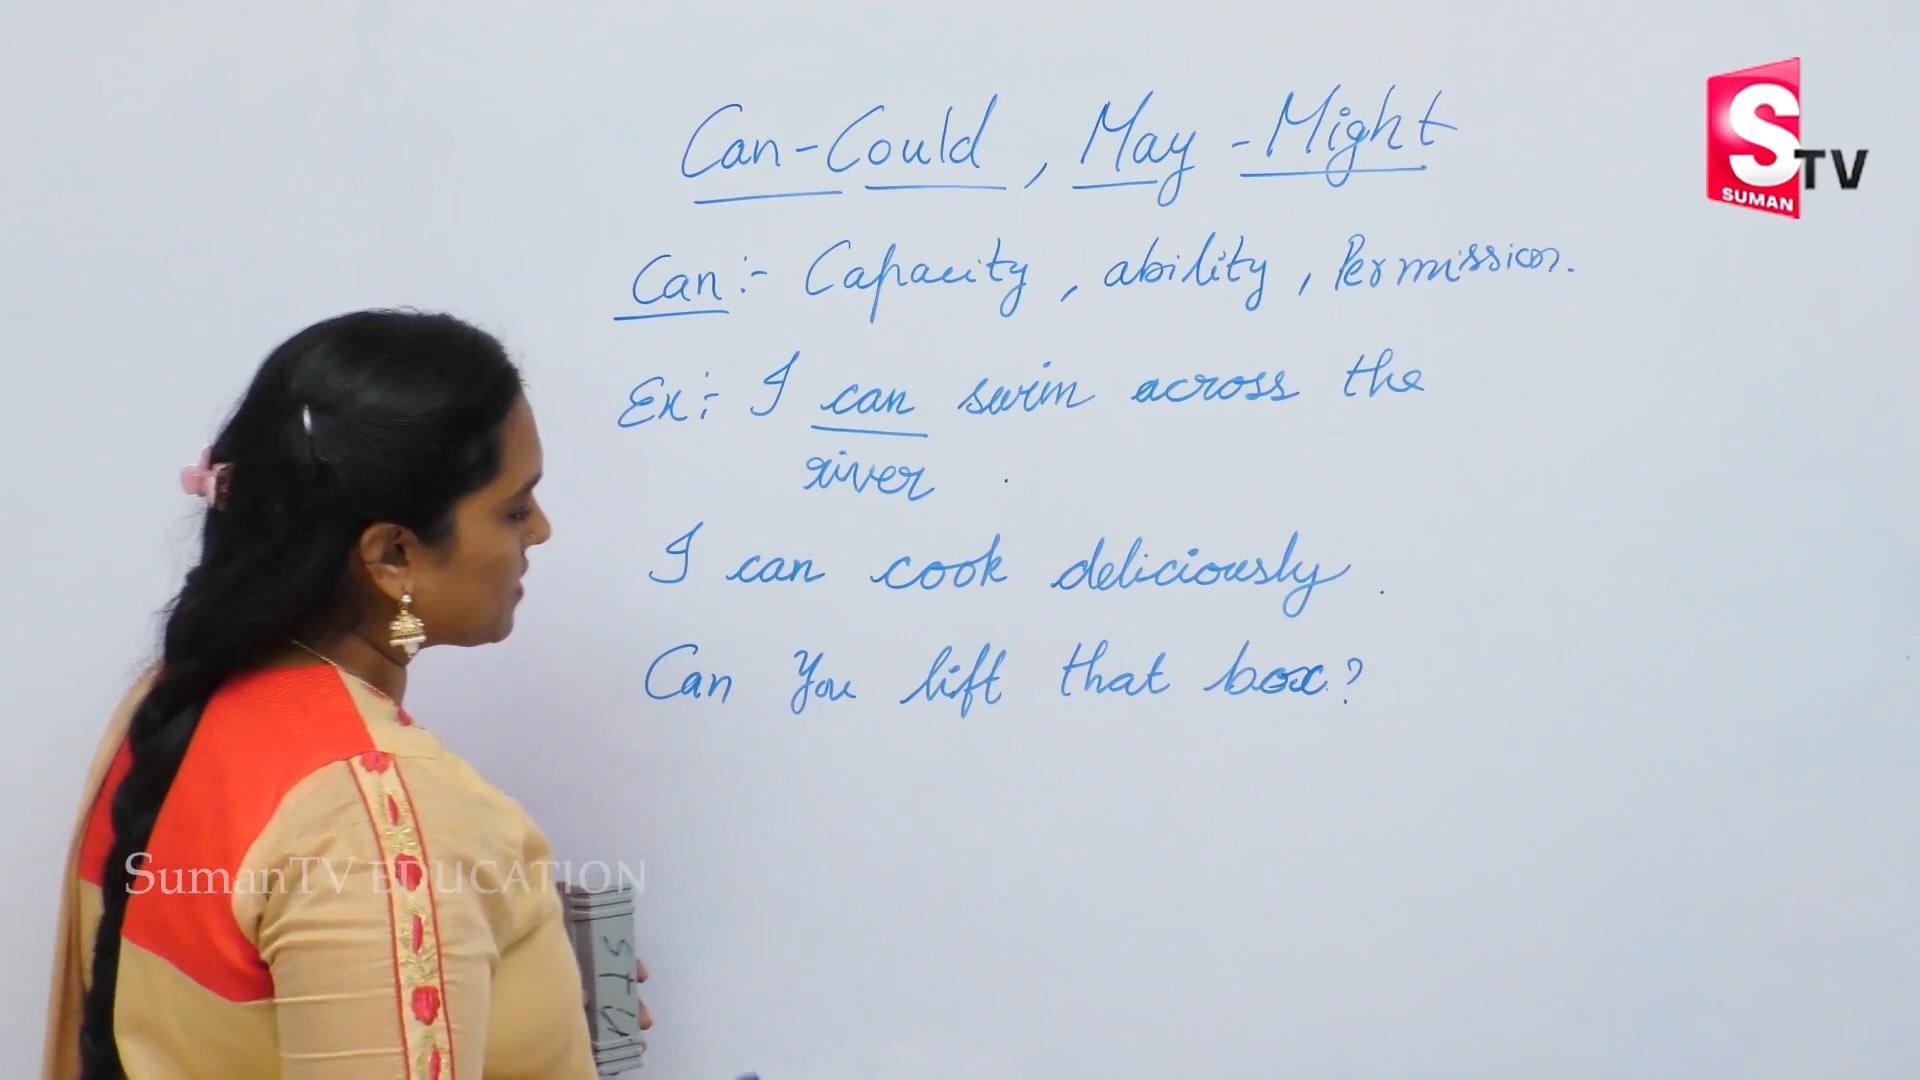 Can-Could, May-Might
Can:- Capacity, ability, Permission.
Ex:- I can swim across the
river.
I can cook deliciously.
Can You lift that box?
S TV
SUMAN
SumanTV EDUCATION